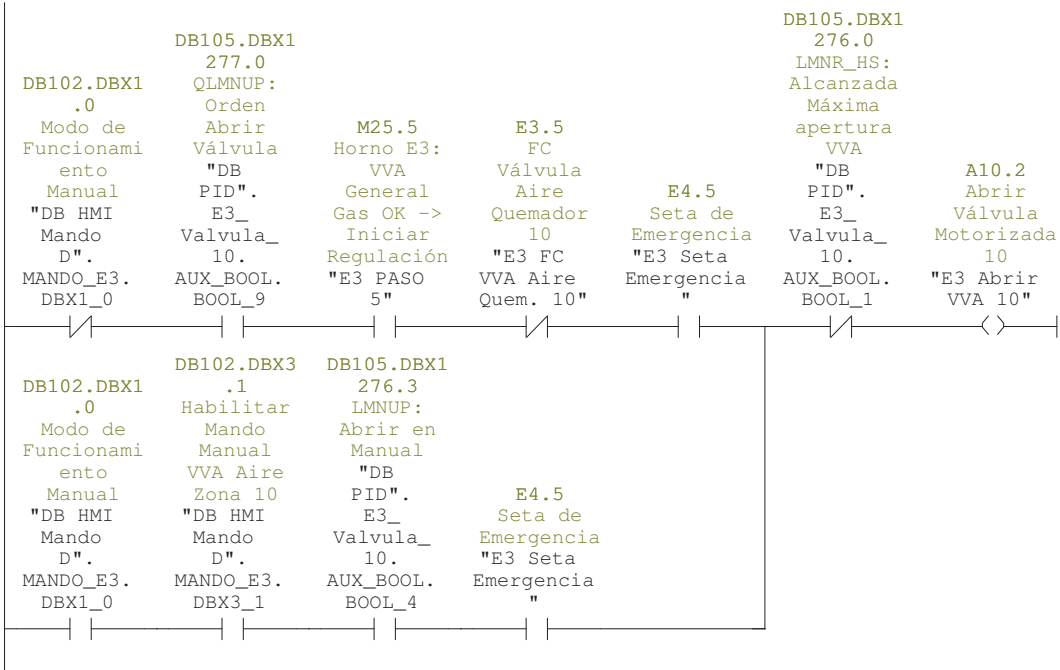 DB102.DBX1
.0
Modo de
Funcionami
ento
Manual
"DB HMI
Mando
D".
MANDO_E3.
DBX1_0
DB105.DBX1
277.0
QLMNUP:
Orden
Abrir
Válvula
"DB
PID".
E3_
Valvula_
10.
AUX_BOOL.
BOOL_9
M25.5
Horno E3:
VVA
General
Gas OK ->
Iniciar
Regulación
"E3 PASO
5"
E3.5
FC
Válvula
Aire
Quemador
10
"E3 FC
VVA Aire
Quem. 10"
E4.5
Seta de
Emergencia
"E3 Seta
Emergencia
"
DB105.DBX1
276.0
LMNR_HS:
Alcanzada
Máxima
apertura
VVA
"DB
PID".
E3_
Valvula_
10.
AUX_BOOL.
BOOL_1
A10.2
Abrir
Válvula
Motorizada
10
"E3 Abrir
VVA 10"
DB102.DBX1
.0
Modo de
Funcionami
ento
Manual
"DB HMI
Mando
D".
MANDO_E3.
DBX1_0
DB102.DBX3
.1
Habilitar
Mando
Manual
VVA Aire
Zona 10
"DB HMI
Mando
D".
MANDO_E3.
DBX3_1
DB105.DBX1
276.3
LMNUP:
Abrir en
Manual
"DB
PID".
E3_
Valvula_
10.
AUX_BOOL.
BOOL_4
E4.5
Seta de
Emergencia
"E3 Seta
Emergencia
"